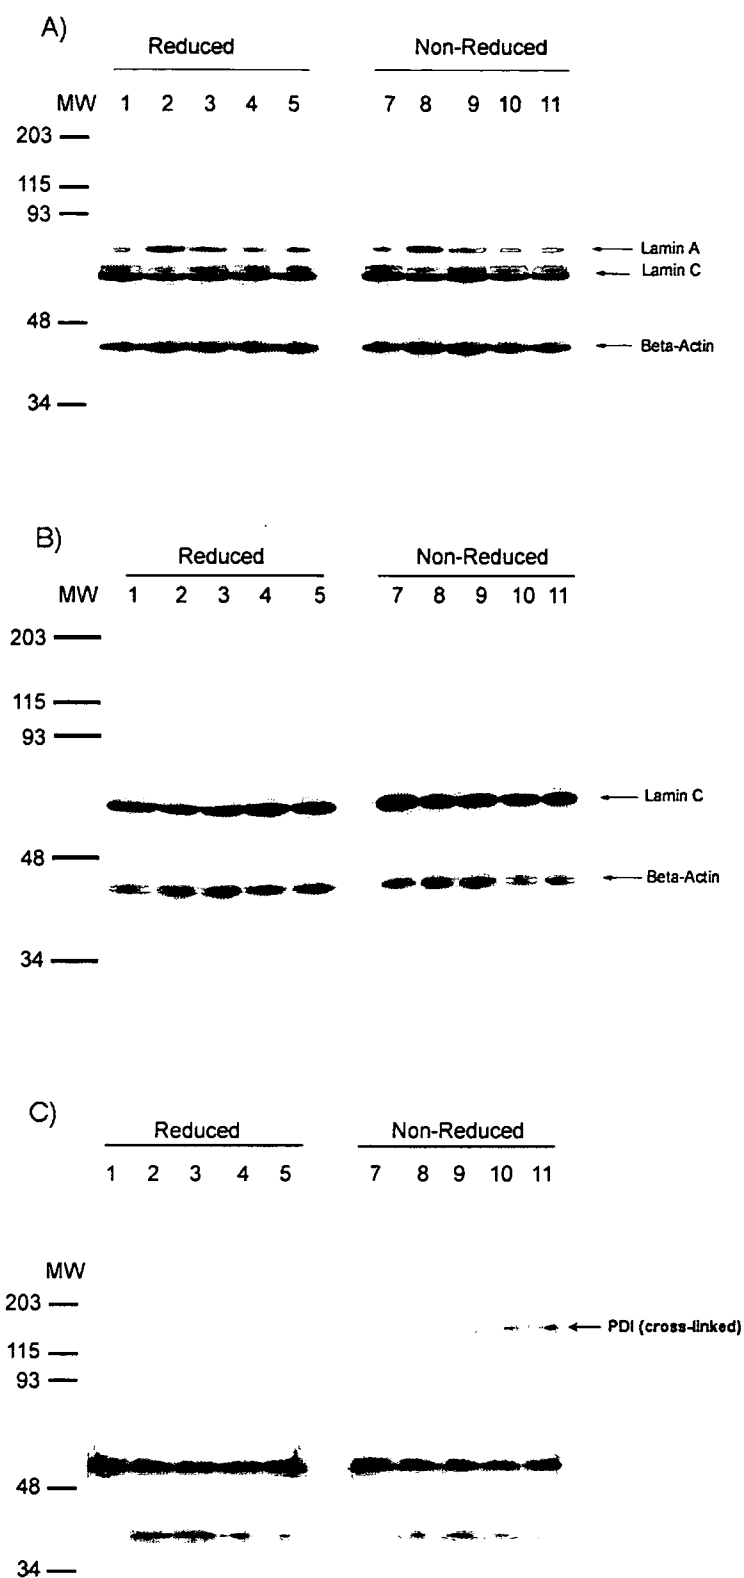 A)
Reduced Non-Reduced
MW 1 2 3 4 5 7 8 9 10 11
203
115
93
Lamin A
Lamin C
48
Beta-Actin
34
B)
Reduced Non-Reduced
MW 1 2 3 4 5 7 8 9 10 11
203
115
93
Lamin C
48
Beta-Actin
34
C)
Reduced Non-Reduced
1 2 3 4 5 7 8 9 10 11
MW
203
PDI (cross-linked)
115
93
48
34